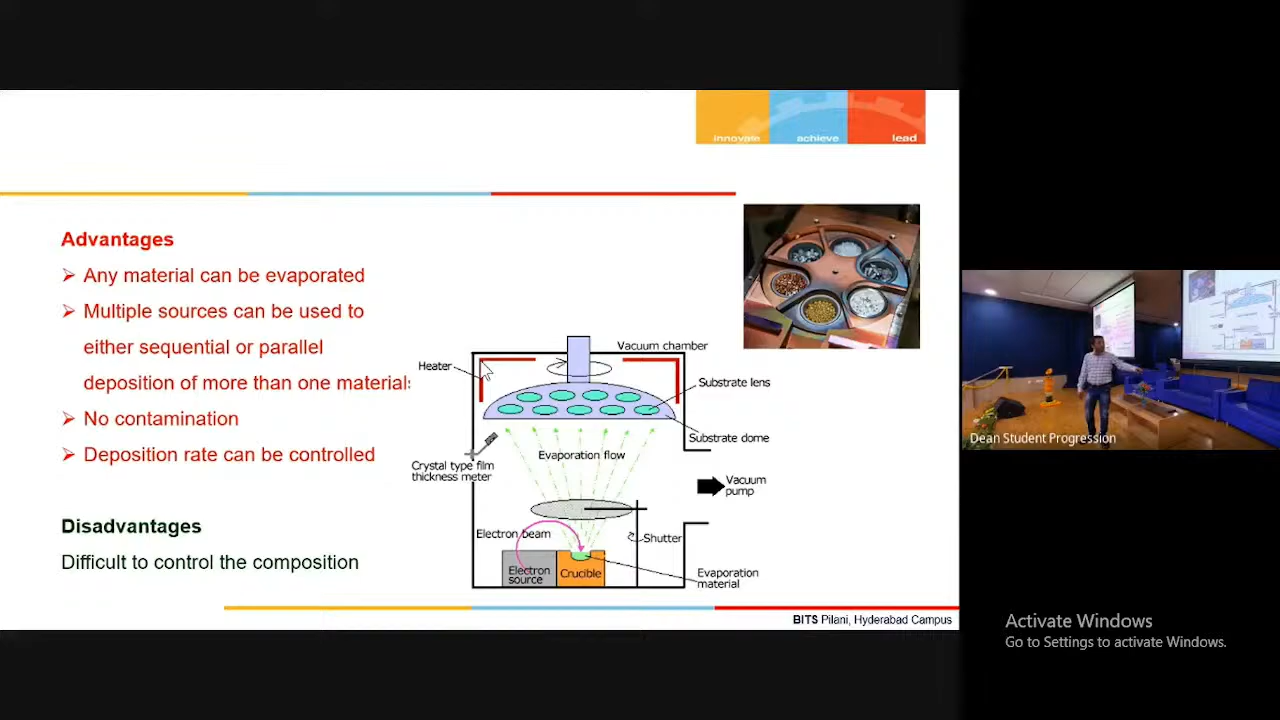 innovate achieve lead
Advantages
➢ Any material can be evaporated
➢ Multiple sources can be used to
either sequential or parallel
deposition of more than one materials
➢ No contamination
➢ Deposition rate can be controlled
Disadvantages
Difficult to control the composition
Vacuum chamber
Heater
Substrate lens
Substrate dome
Evaporation flow
Crystal type film
thickness meter
Vacuum
pump
Electron beam
Shutter
Electron
source
Crucible
Evaporation
material
BITS Pilani, Hyderabad Campus
Dean Student Progression
Activate Windows
Go to Settings to activate Windows.